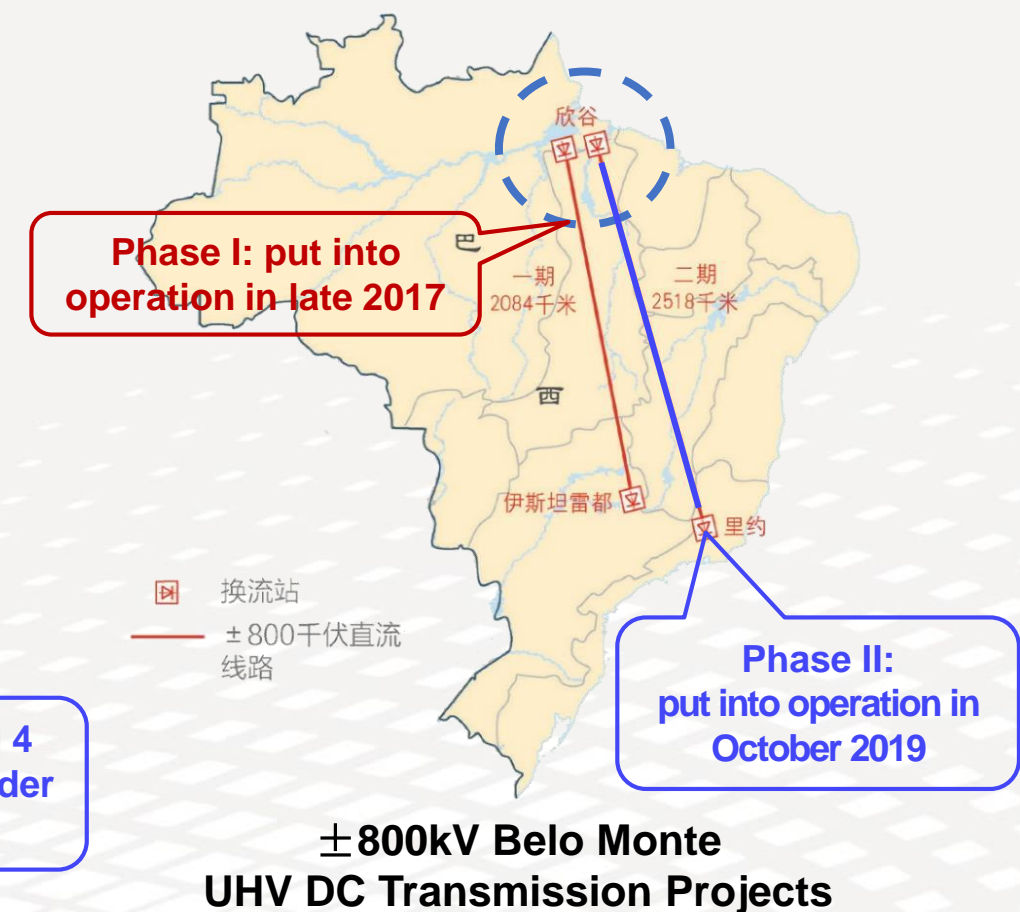 欣谷
Phase I: put into
operation in late 2017
巴
一期
2084千米
二期
2518千米
西
伊斯坦雷都
里约
换流站
±800千伏直流
线路
Phase II:
put into operation in
October 2019
4
der
±800kV Belo Monte
UHV DC Transmission Projects